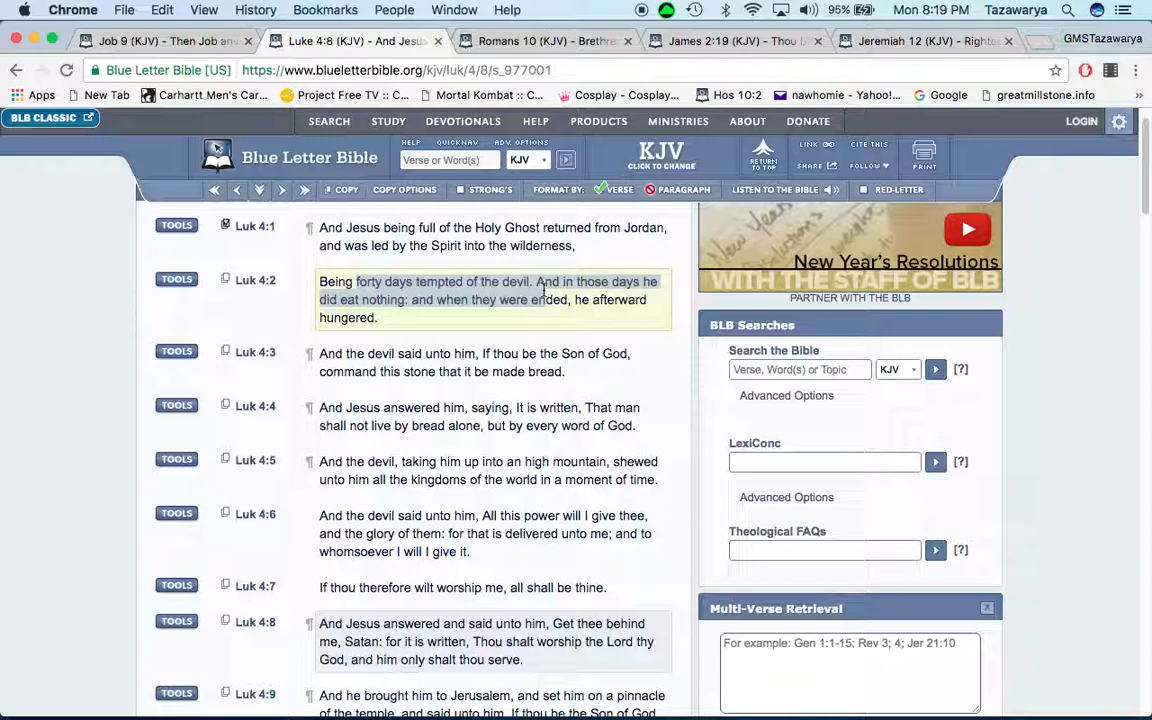 Chrome File Edit View History Bookmarks People Window Help 95% Mon 8:19 PM Tazawarya
Job 9 (KJV) - Then Job an Luke 4:8 (KJV) - And Jesus Romans 10 (KJV) - Brethre James 2:19 (KJV) - Thou b Jeremiah 12 (KJV) - Righte GMSTazawarya
Blue Letter Bible [US] https://www.blueletterbible.org/kjv/luk/4/8/s_977001
Apps New Tab Carhartt Men's Car... Project Free TV :: C... Mortal Kombat :: C... Cosplay - Cosplay... Hos 10:2 nawhomie - Yahoo!... Google greatmillstone.info »
BLB CLASSIC
SEARCH STUDY DEVOTIONALS HELP PRODUCTS MINISTRIES ABOUT DONATE LOGIN
HELP QUICKNAV ADV. OPTIONS
Blue Letter Bible Verse or Word(s) KJV
KJV
CLICK TO CHANGE
RETURN
TO TOP
LINK CITE THIS
SHARE FOLLOW
PRINT
COPY COPY OPTIONS STRONG'S FORMAT BY: VERSE PARAGRAPH LISTEN TO THE BIBLE RED-LETTER
TOOLS Luk 4:1 ¶ And Jesus being full of the Holy Ghost returned from Jordan,
and was led by the Spirit into the wilderness,
TOOLS Luk 4:2 Being forty days tempted of the devil. And in those days he
did eat nothing: and when they were ended, he afterward
hungered.
TOOLS Luk 4:3 ¶ And the devil said unto him, If thou be the Son of God,
command this stone that it be made bread.
TOOLS Luk 4:4 ¶ And Jesus answered him, saying, It is written, That man
shall not live by bread alone, but by every word of God.
TOOLS Luk 4:5 ¶ And the devil, taking him up into an high mountain, shewed
unto him all the kingdoms of the world in a moment of time.
TOOLS Luk 4:6 And the devil said unto him, All this power will I give thee,
and the glory of them: for that is delivered unto me; and to
whomsoever I will I give it.
TOOLS Luk 4:7 If thou therefore wilt worship me, all shall be thine.
TOOLS Luk 4:8 ¶ And Jesus answered and said unto him, Get thee behind
me, Satan: for it is written, Thou shalt worship the Lord thy
God, and him only shalt thou serve.
TOOLS Luk 4:9 ¶ And he brought him to Jerusalem, and set him on a pinnacle
of the temple, and said unto him, If thou be the Son of God
New Year's Resolutions
WITH THE STAFF OF BLB
PARTNER WITH THE BLB
BLB Searches
Search the Bible
Verse, Word(s) or Topic KJV [?]
Advanced Options
LexiConc
[?]
Advanced Options
Theological FAQs
[?]
Multi-Verse Retrieval x
For example: Gen 1:1-15; Rev 3; 4; Jer 21:10